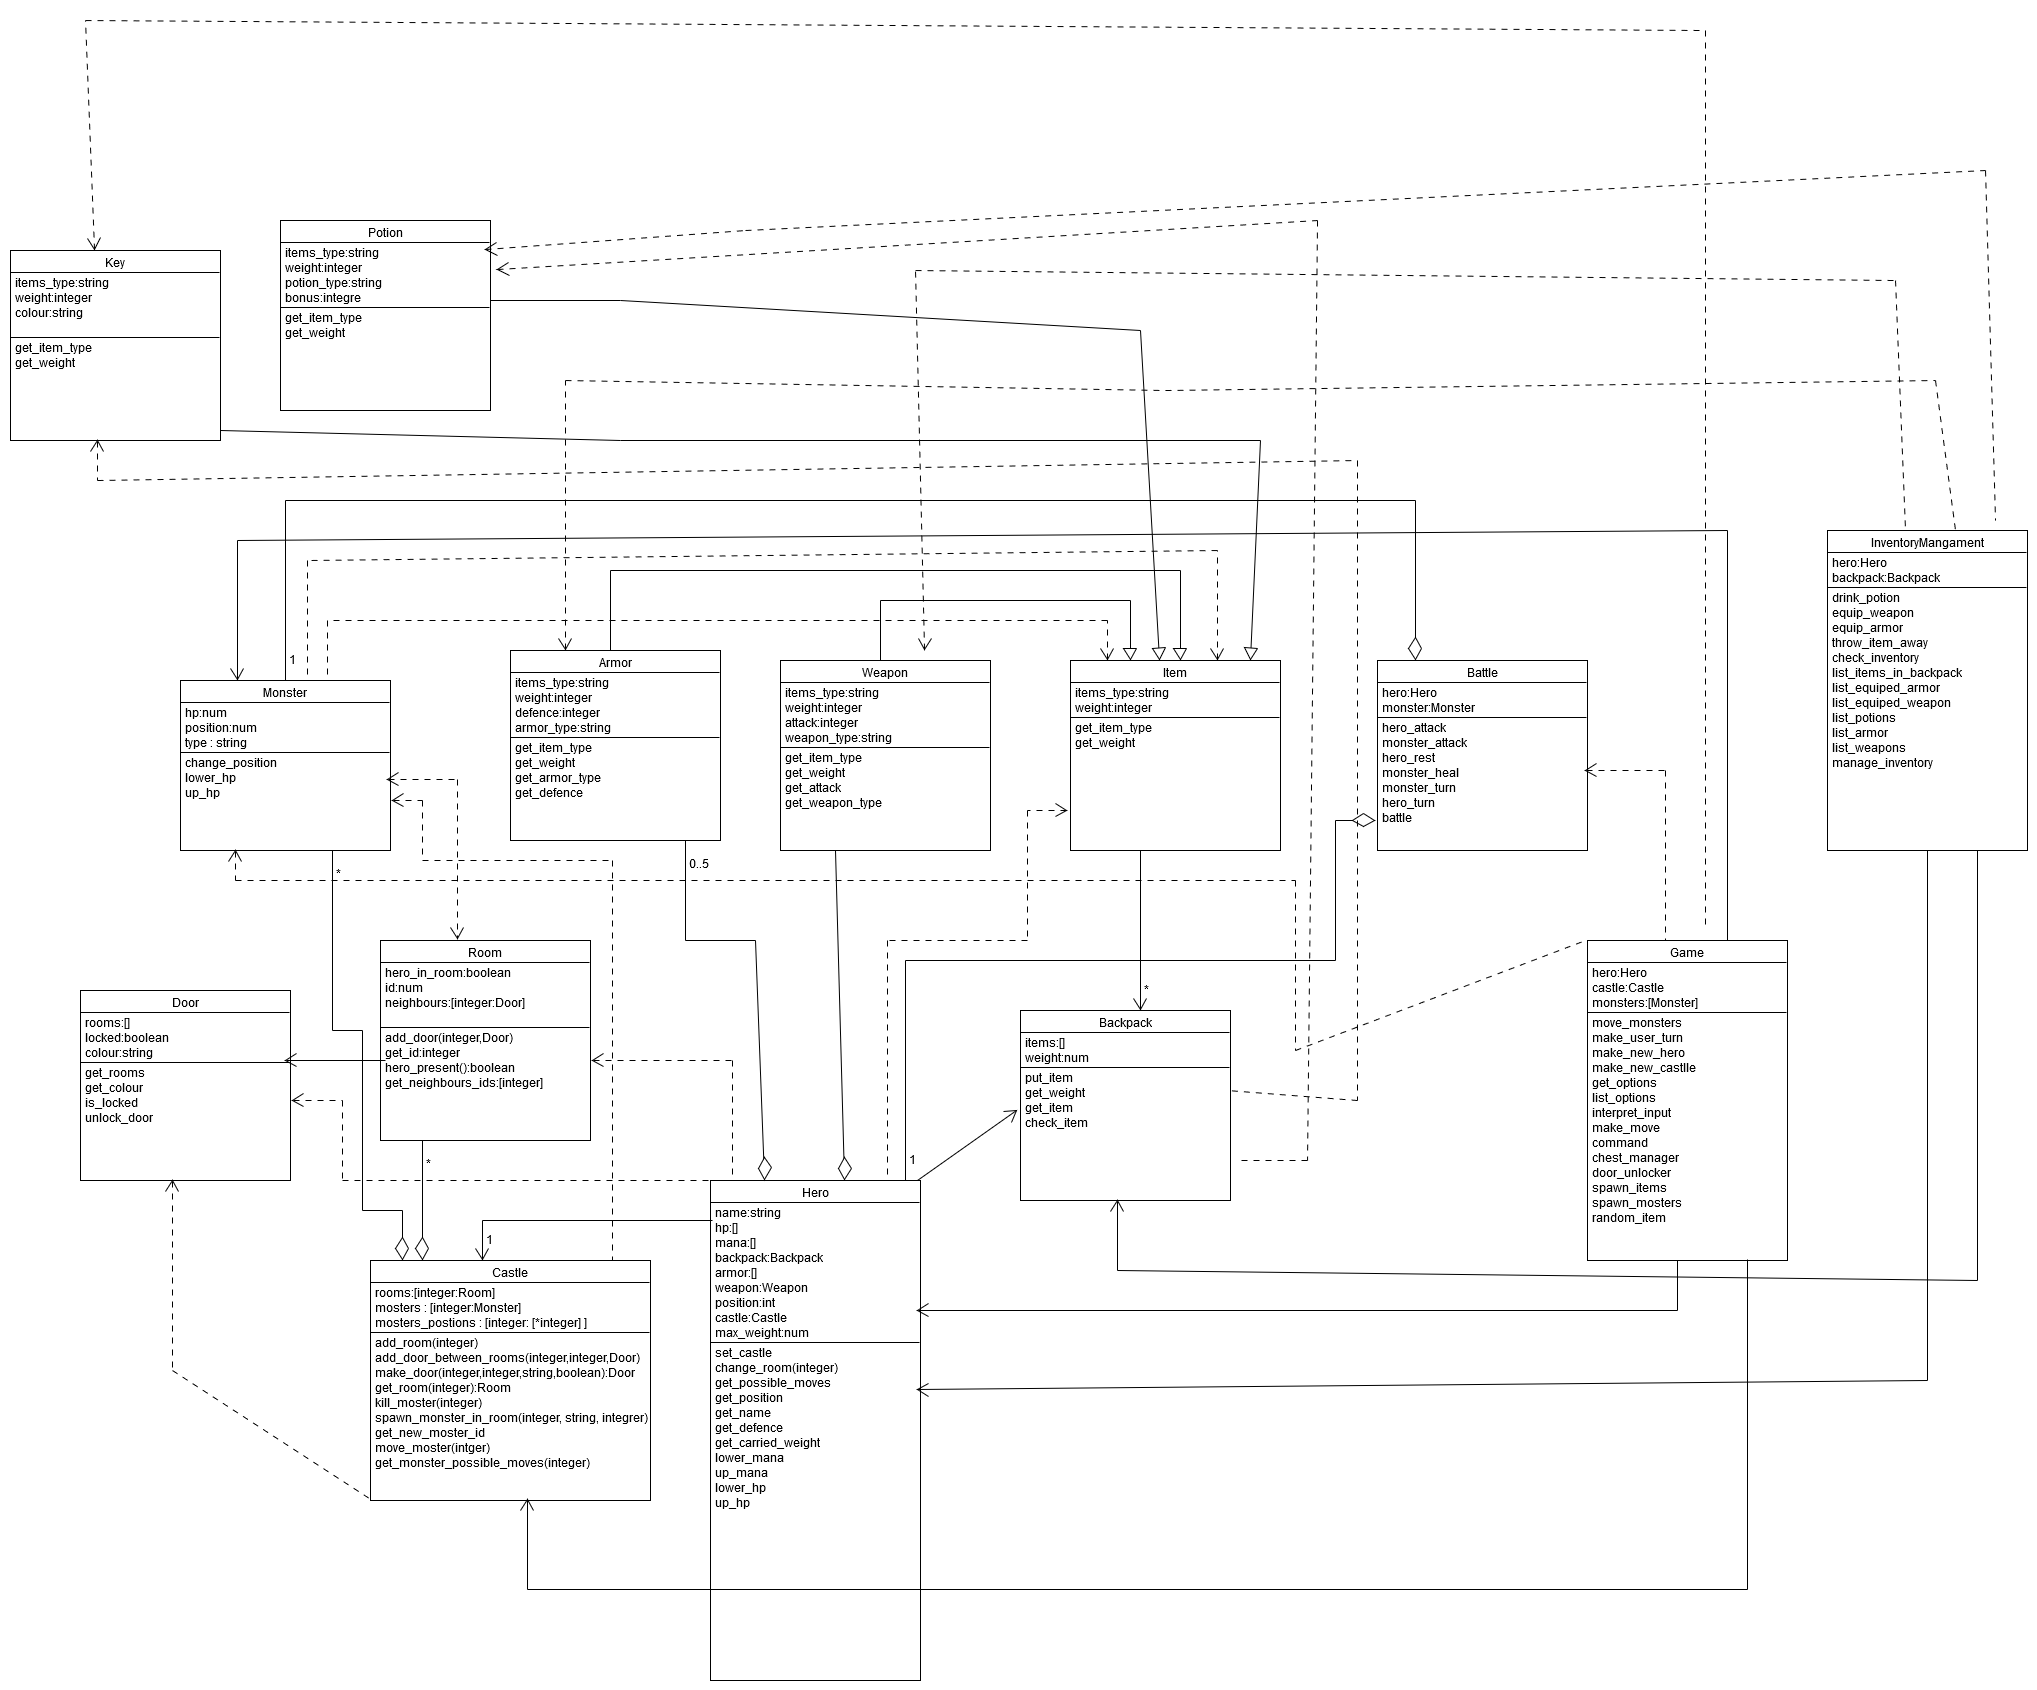 Potion
items_type:string
weight:integer
potion_type:string
bonus:integre
get_item_type
get_weight
Key
items_type:string
weight:integer
colour:string
get_item_type
get_weight
InventoryMangament
hero:Hero
backpack:Backpack
drink_potion
equip_weapon
equip_armor
throw_item_away
check_inventory
list_items_in_backpack
list_equiped_armor
list_equiped_weapon
list_potions
list_armor
list_weapons
manage_inventory
1
Monster
hp:num
position:num
type : string
change_position
lower_hp
up_hp
*
Armor
items_type:string
weight:integer
defence:integer
armor_type:string
get_item_type
get_weight
get_armor_type
get_defence
0..5
Weapon
items_type:string
weight:integer
attack:integer
weapon_type:string
get_item_type
get_weight
get_attack
get_weapon_type
Item
items_type:string
weight:integer
get_item_type
get_weight
Battle
hero:Hero
monster:Monster
hero_attack
monster_attack
hero_rest
monster_heal
monster_turn
hero_turn
battle
Room
hero_in_room:boolean
id:num
neighbours:[integer:Door]
add_door(integer,Door)
get_id:integer
hero_present():boolean
get_neighbours_ids:[integer]
*
Door
rooms:[]
locked:boolean
colour:string
get_rooms
get_colour
is_locked
unlock_door
*
Backpack
items:[]
weight:num
put_item
get_weight
get_item
check_item
Game
hero:Hero
castle:Castle
monsters:[Monster]
move_monsters
make_user_turn
make_new_hero
make_new_castlle
get_options
list_options
interpret_input
make_move
command
chest_manager
door_unlocker
spawn_items
spawn_mosters
random_item
1
Hero
name:string
hp:[]
mana:[]
backpack:Backpack
armor:[]
weapon:Weapon
position:int
castle:Castle
max_weight:num
set_castle
change_room(integer)
get_possible_moves
get_position
get_name
get_defence
get_carried_weight
lower_mana
up_mana
lower_hp
up_hp
1
Castle
rooms:[integer:Room]
mosters : [integer:Monster]
mosters_postions : [integer: [*integer] ]
add_room(integer)
add_door_between_rooms(integer,integer,Door)
make_door(integer,integer,string,boolean):Door
get_room(integer):Room
kill_moster(integer)
spawn_monster_in_room(integer, string, integrer)
get_new_moster_id
move_moster(intger)
get_monster_possible_moves(integer)